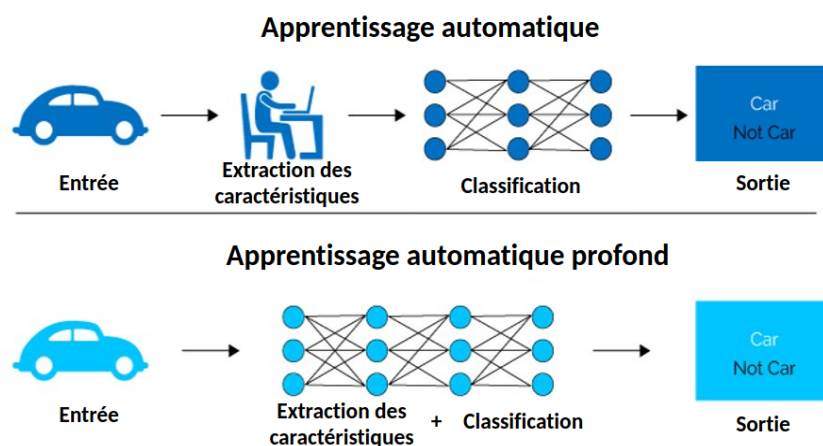 Apprentissage automatique
Car
Not Car
Entrée
Extraction des
caractéristiques
Classification
Sortie
Apprentissage automatique profond
Car
Not Car
Entrée
Extraction des
caractéristiques
+ Classification
Sortie